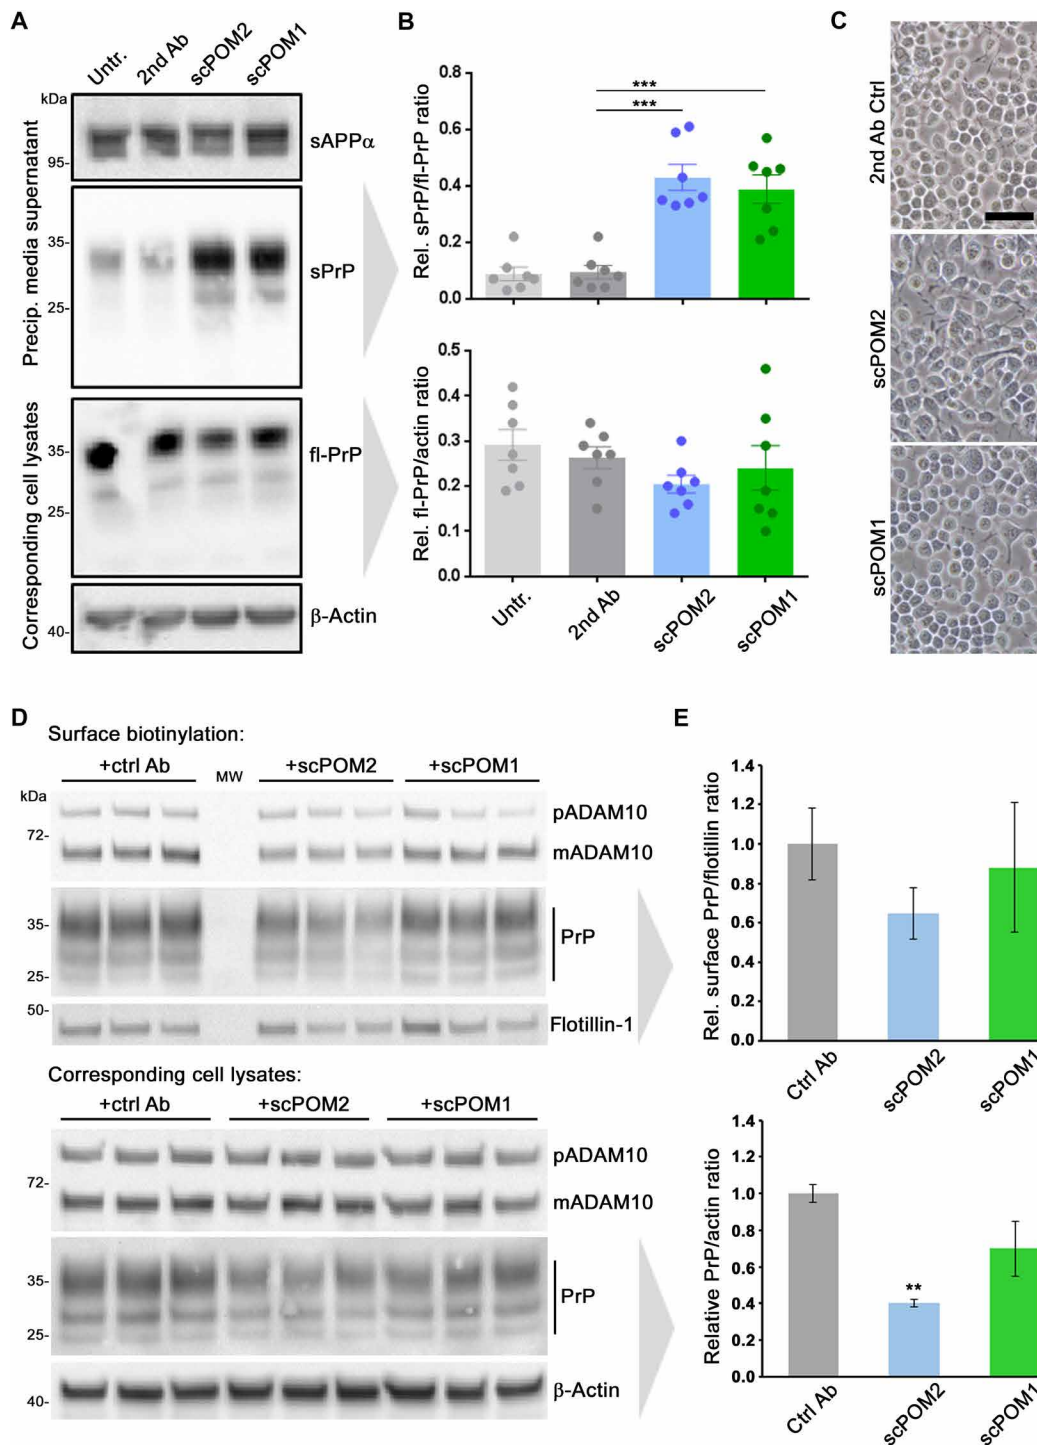 A
Untr.
2nd Ab
scPOM2
scPOM1
kDa
95-
sAPPα
Precip. media supernatant
35-
25-
sPrP
Corresponding cell lysates
35-
25-
fl-PrP
40-
β-Actin
B
Rel. sPrP/fl-PrP ratio
0.8
0.6
0.4
0.2
0.0
***
***
Rel. fl-PrP/actin ratio
0.5
0.4
0.3
0.2
0.1
0.0
Untr.
2nd Ab
scPOM2
scPOM1
C
2nd Ab Ctrl
scPOM2
scPOM1
D
Surface biotinylation:
+ctrl Ab
MW
+scPOM2
+scPOM1
kDa
72-
pADAM10
mADAM10
35-
25-
PrP
50-
Flotillin-1
Corresponding cell lysates:
+ctrl Ab
+scPOM2
+scPOM1
pADAM10
72-
mADAM10
35-
25-
PrP
40-
β-Actin
E
Rel. surface PrP/flotillin ratio
1.4
1.2
1.0
0.8
0.6
0.4
0.2
0.0
Ctrl Ab
scPOM2
scPOM1
Relative PrP/actin ratio
1.4
1.2
1.0
0.8
0.6
0.4
0.2
0.0
**
Ctrl Ab
scPOM2
scPOM1